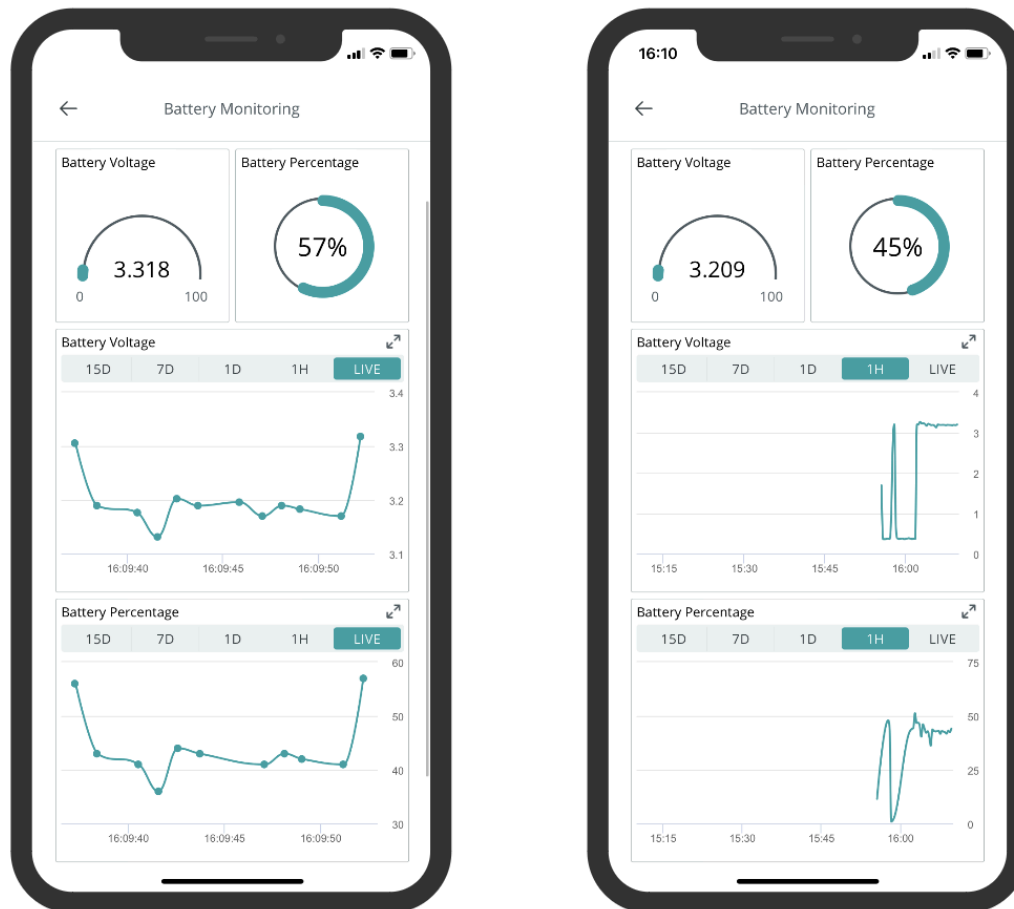 Battery Monitoring
Battery Voltage
Battery Percentage
3.318
0
100
57%
Battery Voltage
15D 7D 1D 1H LIVE
3.4
3.3
3.2
3.1
16:09:40 16:09:45 16:09:50
Battery Percentage
15D 7D 1D 1H LIVE
60
50
40
30
16:09:40 16:09:45 16:09:50
16:10
Battery Monitoring
Battery Voltage
Battery Percentage
3.209
0
100
45%
Battery Voltage
15D 7D 1D 1H LIVE
4
3
2
1
0
15:15 15:30 15:45 16:00
Battery Percentage
15D 7D 1D 1H LIVE
75
50
25
0
15:15 15:30 15:45 16:00